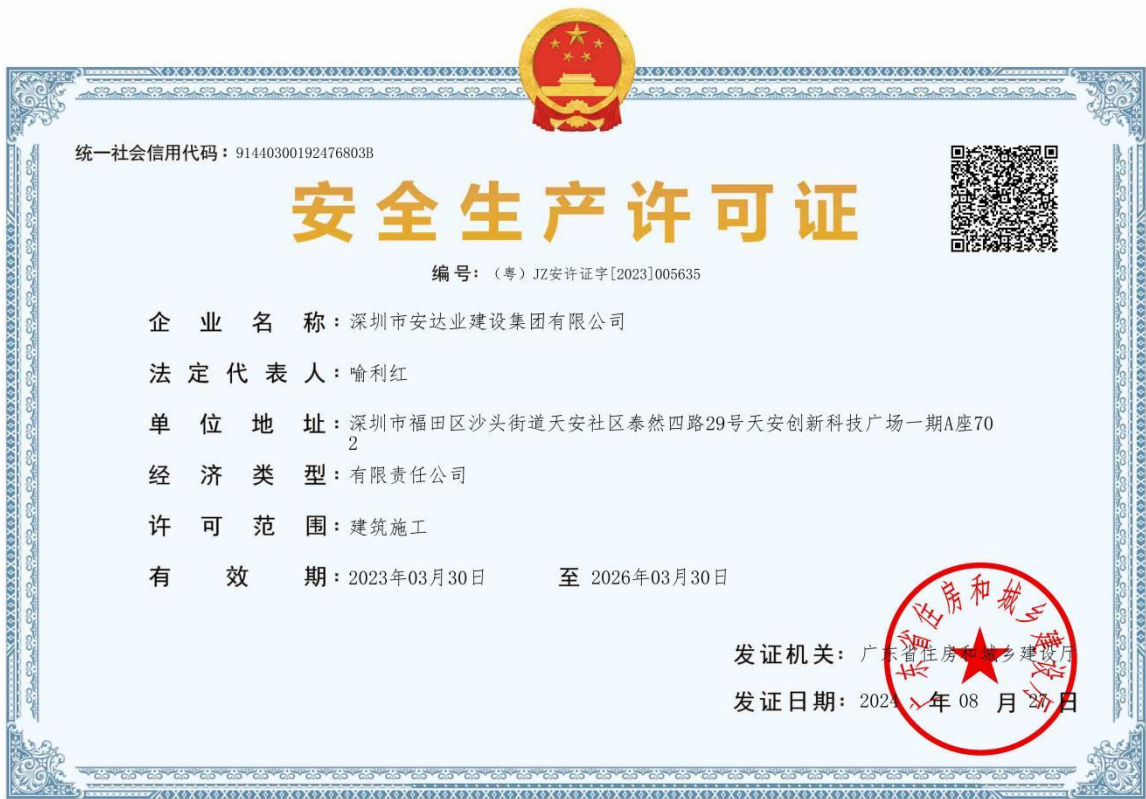 统一社会信用代码：91440300192476803B
安全生产许可证
编号：（粤）JZ安许证字[2023]005635
企业名称：深圳市安达业建设集团有限公司
法定代表人：喻利红
单位地址：深圳市福田区沙头街道天安社区泰然四路29号天安创新科技广场一期A座70
2
经济类型：有限责任公司
许可范围：建筑施工
有效期：2023年03月30日 至 2026年03月30日
发证机关：广东省住房和城乡建设厅
发证日期：2024年08月27日
广东省住房和城乡建设厅